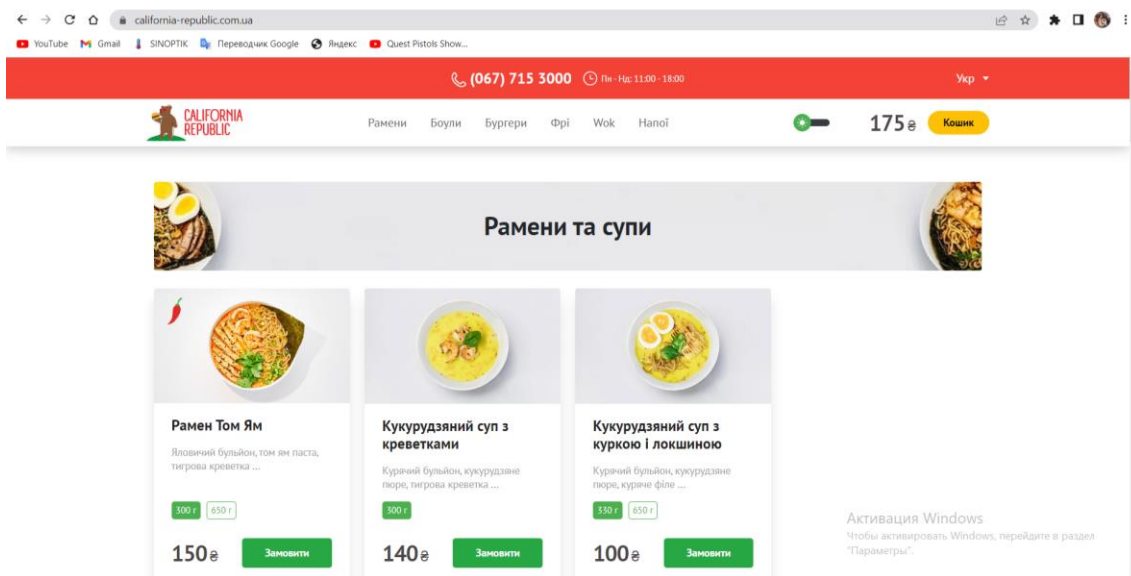 california-republic.com.ua
YouTube Gmail SINOPTIK Переводчик Google Яндекс Quest Pistols Show...
(067) 715 3000 Пн - Нд: 11:00 - 18:00 Укр
CALIFORNIA
REPUBLIC
Рамени Боули Бургери Фрі Wok Напої 175 ₴ Кошик
Рамени та супи
Рамен Том Ям
Яловичий бульйон, том ям паста,
тигрова креветка ...
300 г 650 г
150 ₴ Замовити
Кукурудзяний суп з
креветками
Курячий бульйон, кукурудзяне
пюре, тигрова креветка ...
300 г
140 ₴ Замовити
Кукурудзяний суп з
куркою і локшиною
Курячий бульйон, кукурудзяне
пюре, куряче філе ...
330 г 650 г
100 ₴ Замовити
Активация Windows
Чтобы активировать Windows, перейдите в раздел
"Параметры".